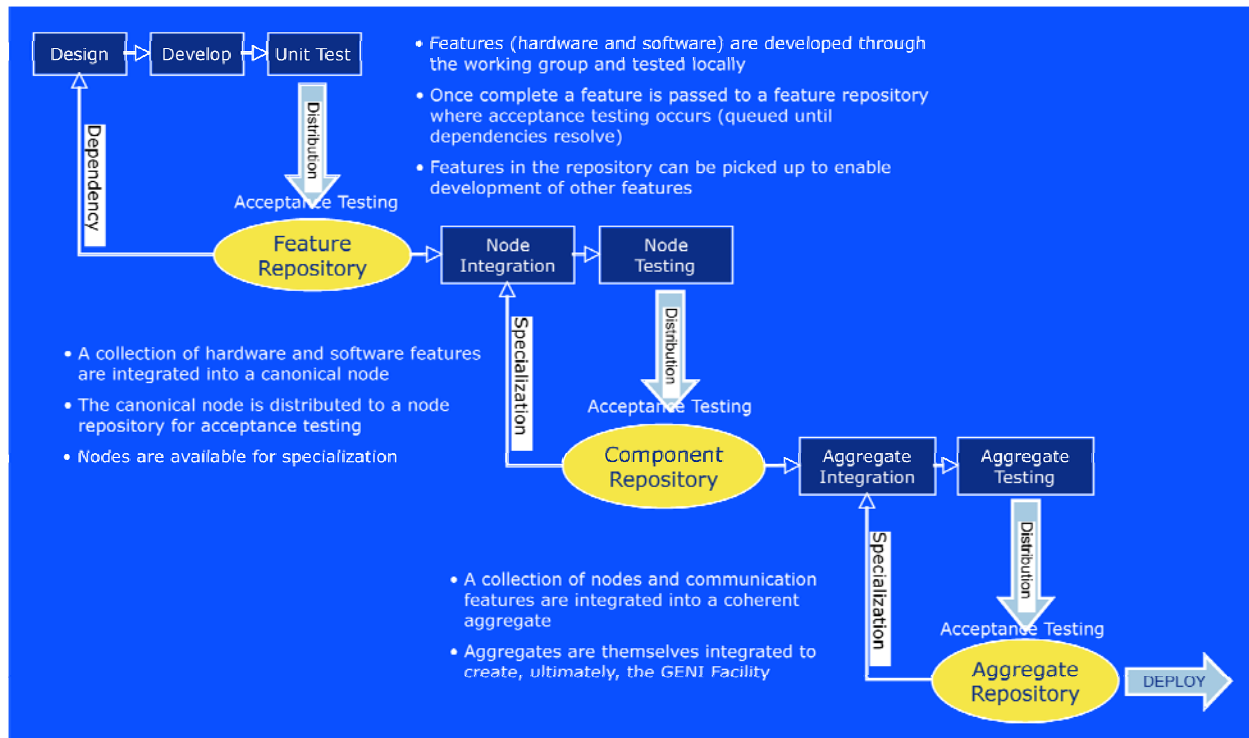 Design
Develop
Unit Test
• Features (hardware and software) are developed through
the working group and tested locally
• Once complete a feature is passed to a feature repository
where acceptance testing occurs (queued until
dependencies resolve)
• Features in the repository can be picked up to enable
development of other features
Dependency
Distribution
Acceptance Testing
Feature
Repository
Node
Integration
Node
Testing
• A collection of hardware and software features
are integrated into a canonical node
• The canonical node is distributed to a node
repository for acceptance testing
• Nodes are available for specialization
Specialization
Distribution
Acceptance Testing
Component
Repository
Aggregate
Integration
Aggregate
Testing
• A collection of nodes and communication
features are integrated into a coherent
aggregate
• Aggregates are themselves integrated to
create, ultimately, the GENI Facility
Specialization
Distribution
Acceptance Testing
Aggregate
Repository
DEPLOY